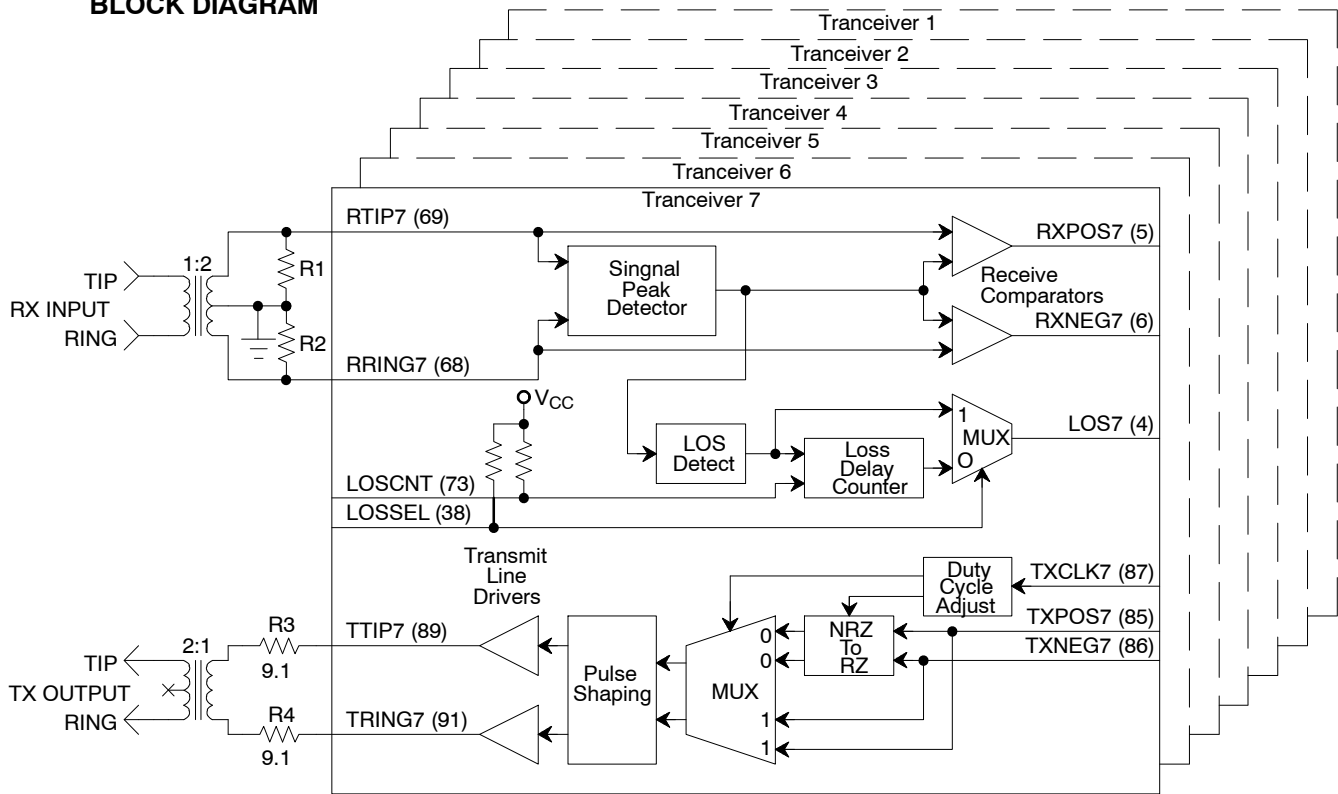 BLOCK DIAGRAM
Tranceiver 1
Tranceiver 2
Tranceiver 3
Tranceiver 4
Tranceiver 5
Tranceiver 6
Tranceiver 7
RTIP7 (69)
RXPOS7 (5)
1:2
R1
TIP
RX INPUT
RING
R2
Singnal
Peak
Detector
Receive
Comparators
RXNEG7 (6)
RRING7 (68)
VCC
LOS
Detect
Loss
Delay
Counter
1
MUX
O
LOS7 (4)
LOSCNT (73)
LOSSEL (38)
Transmit
Line
Drivers
Duty
Cycle
Adjust
TXCLK7 (87)
TXPOS7 (85)
TXNEG7 (86)
2:1
R3
9.1
TTIP7 (89)
TIP
TX OUTPUT
RING
R4
9.1
TRING7 (91)
Pulse
Shaping
MUX
0
0
1
1
NRZ
To
RZ